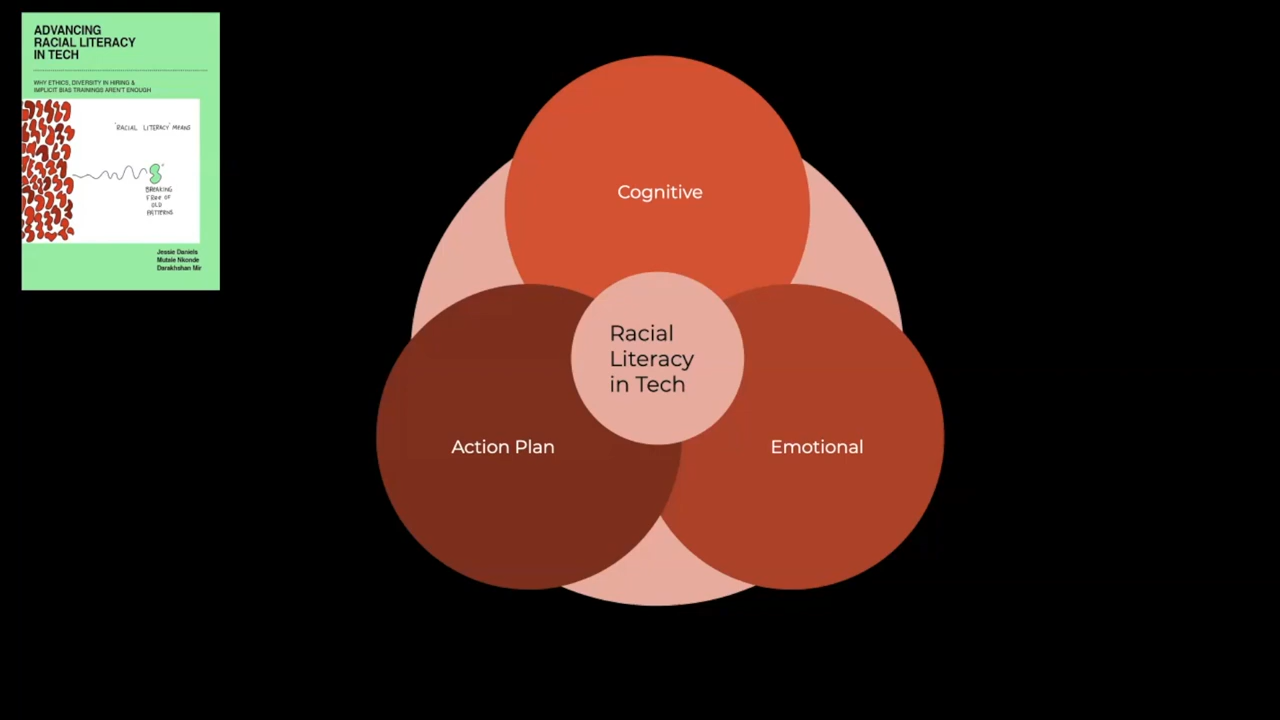 ADVANCING
RACIAL LITERACY
IN TECH
WHY ETHICS, DIVERSITY IN HIRING &
IMPLICIT BIAS TRAININGS AREN'T ENOUGH
'RACIAL LITERACY' MEANS
BREAKING
FREE OF
OLD
PATTERNS
Jessie Daniels
Mutale Nkonde
Darakhshan Mir
Cognitive
Racial
Literacy
in Tech
Action Plan
Emotional